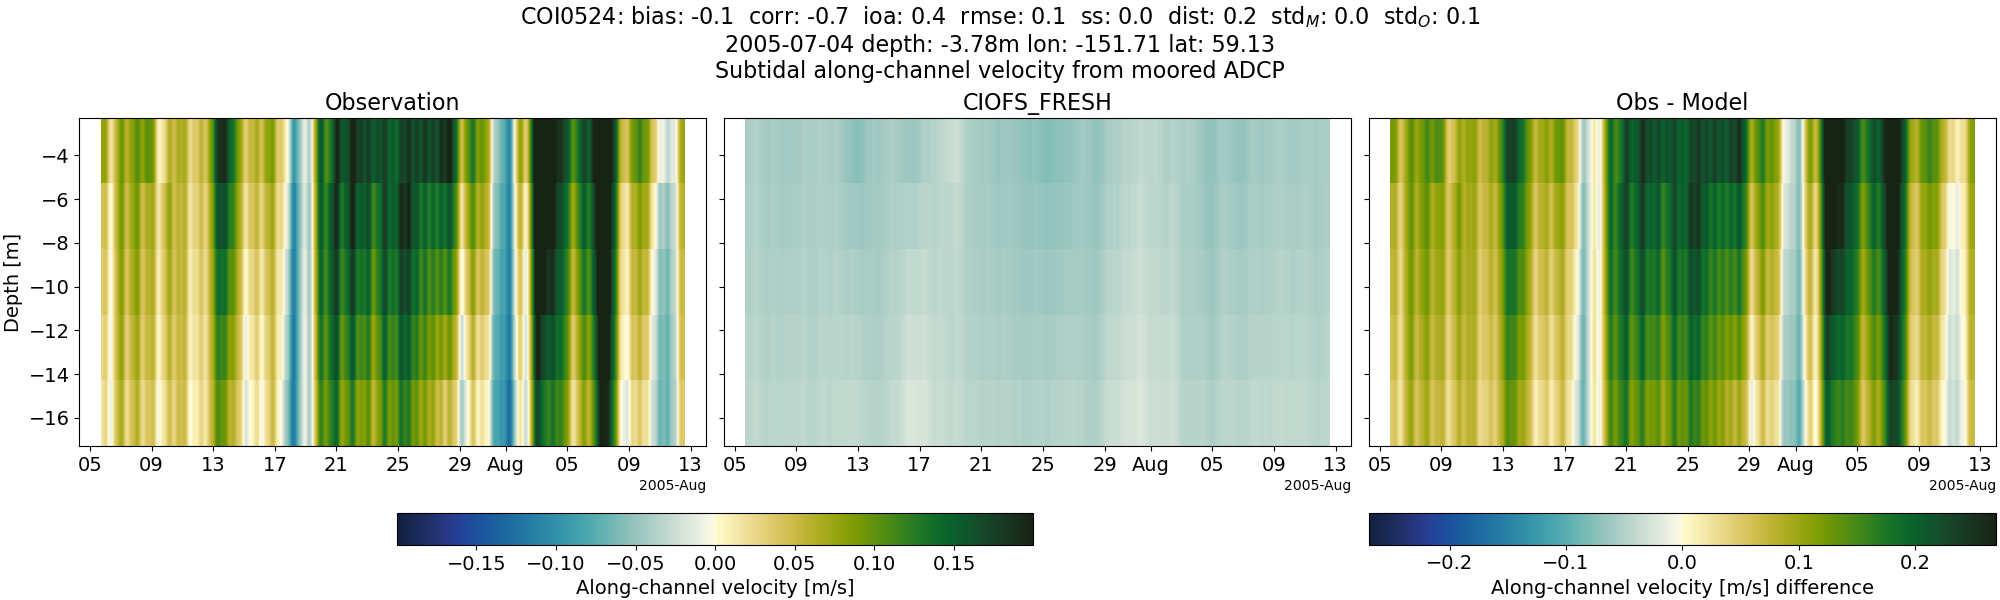 COI0524: bias: -0.1 corr: -0.7 ioa: 0.4 rmse: 0.1 ss: 0.0 dist: 0.2 std_M: 0.0 std_O: 0.1
2005-07-04 depth: -3.78m lon: -151.71 lat: 59.13
Subtidal along-channel velocity from moored ADCP
Observation
CIOFS_FRESH
Obs - Model
Depth [m]
−4
−6
−8
−10
−12
−14
−16
05 09 13 17 21 25 29 Aug 05 09 13
2005-Aug
05 09 13 17 21 25 29 Aug 05 09 13
2005-Aug
05 09 13 17 21 25 29 Aug 05 09 13
2005-Aug
−0.15 −0.10 −0.05 0.00 0.05 0.10 0.15
Along-channel velocity [m/s]
−0.2 −0.1 0.0 0.1 0.2
Along-channel velocity [m/s] difference